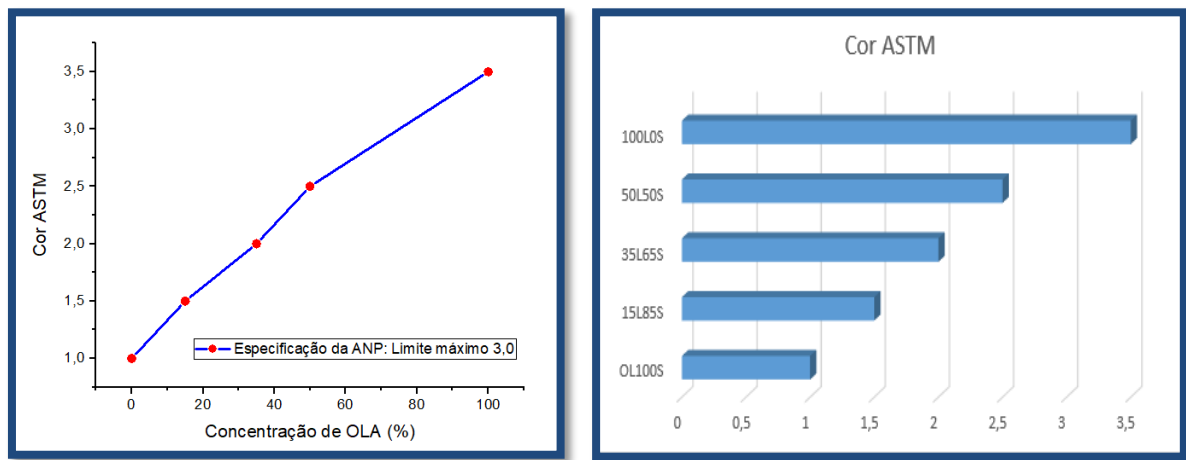 3,5
3,0
2,5
2,0
1,5
1,0
Cor ASTM
Especificação da ANP: Limite máximo 3,0
0 20 40 60 80 100
Concentração de OLA (%)
Cor ASTM
100L0S
50L50S
35L65S
15L85S
OL100S
0 0,5 1 1,5 2 2,5 3 3,5